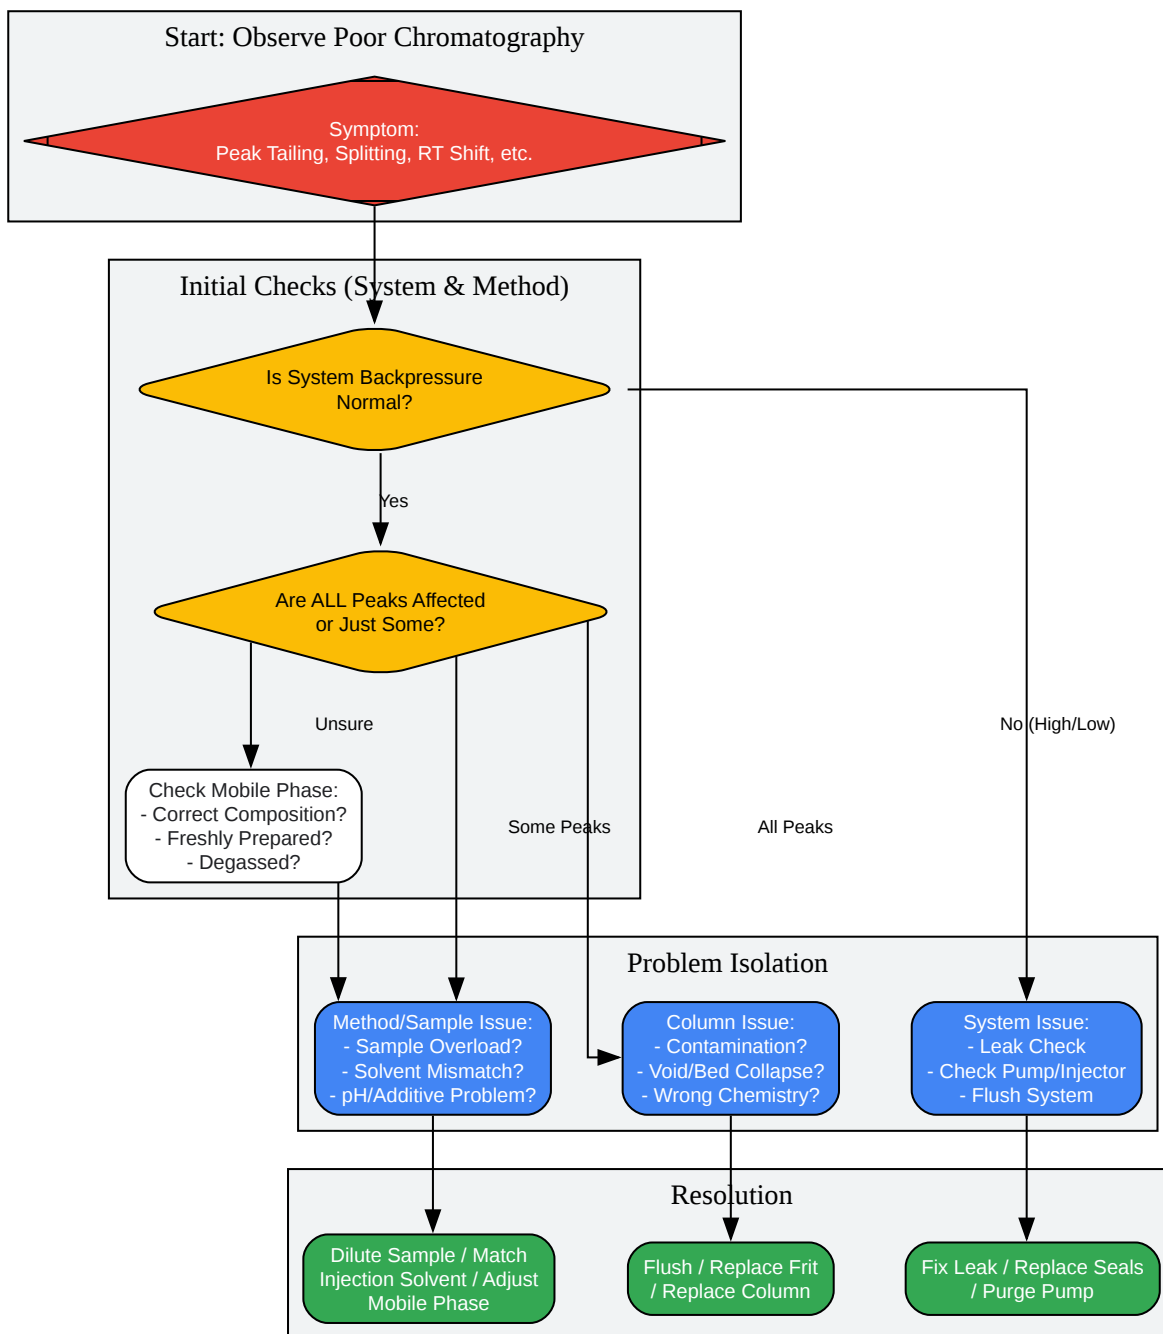 Start: Observe Poor Chromatography
Symptom:
Peak Tailing, Splitting, RT Shift, etc.
Initial Checks (System & Method)
Is System Backpressure
Normal?
Yes
Are ALL Peaks Affected
or Just Some?
Unsure
No (High/Low)
Check Mobile Phase:
- Correct Composition?
- Freshly Prepared?
- Degassed?
Some Peaks
All Peaks
Problem Isolation
Method/Sample Issue:
- Sample Overload?
- Solvent Mismatch?
- pH/Additive Problem?
Column Issue:
- Contamination?
- Void/Bed Collapse?
- Wrong Chemistry?
System Issue:
- Leak Check
- Check Pump/Injector
- Flush System
Resolution
Dilute Sample / Match
Injection Solvent / Adjust
Mobile Phase
Flush / Replace Frit
/ Replace Column
Fix Leak / Replace Seals
/ Purge Pump